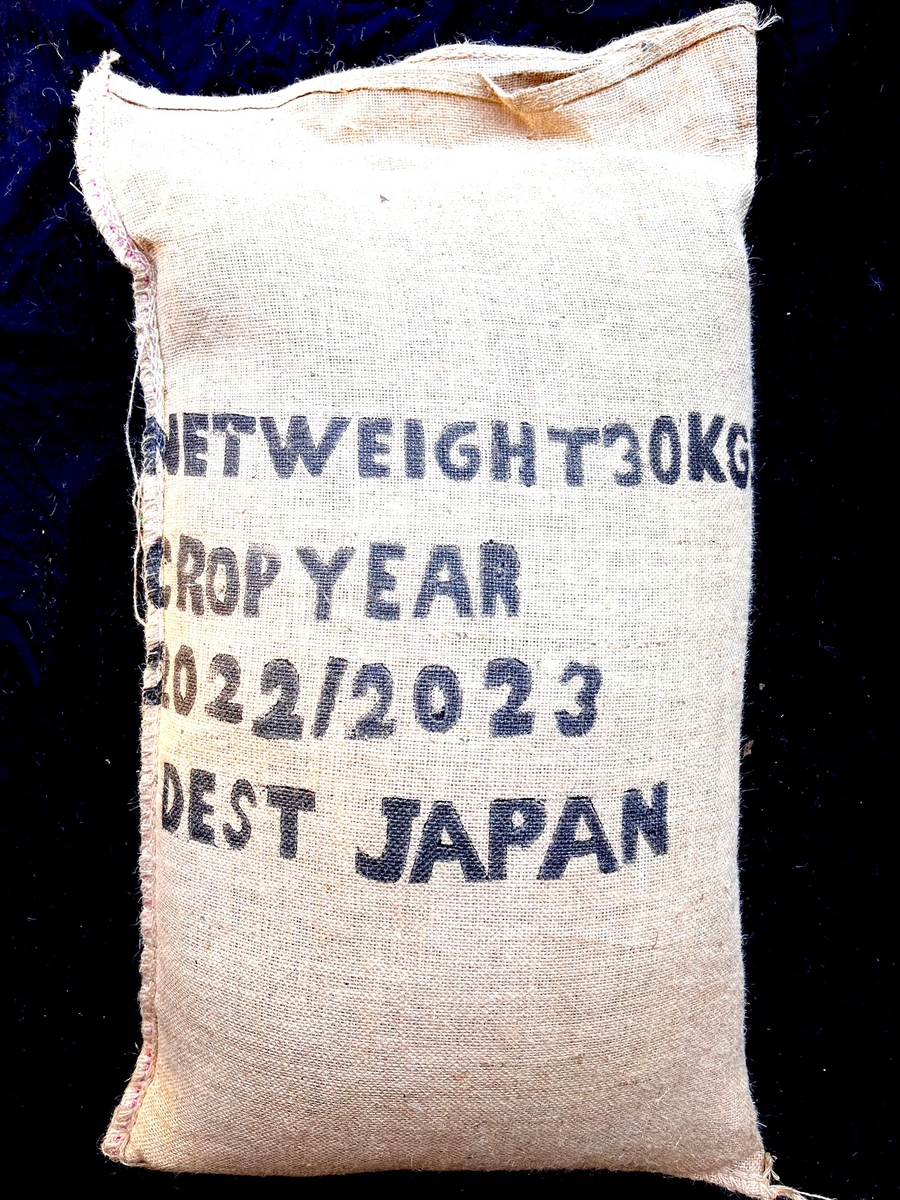 NETWEIGHT30KG
CROP YEAR
2022/2023
DEST JAPAN